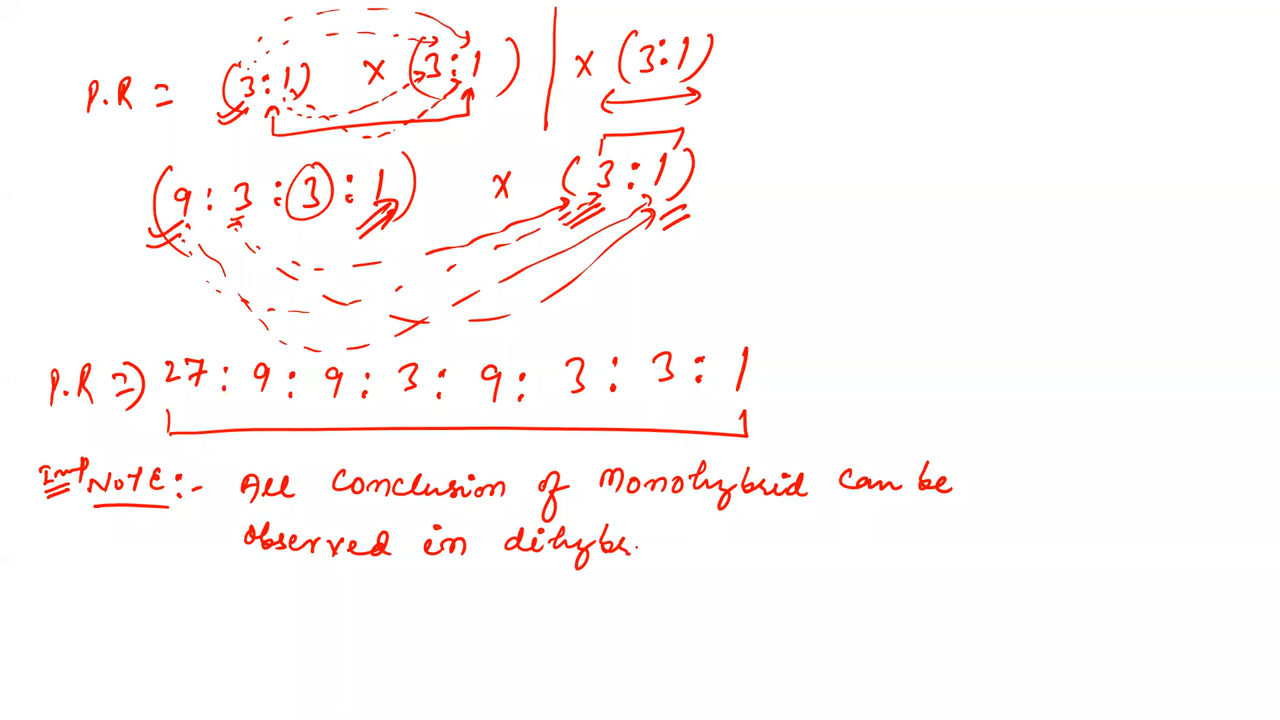 P.R = (3:1) x (3:1) | x (3:1)
(9:3:3:1) x (3:1)
P.R ⇒) 27:9:9:3:9:3:3:1
Imp NOTE:- All conclusion of Monohybrid can be
observed in dihybr